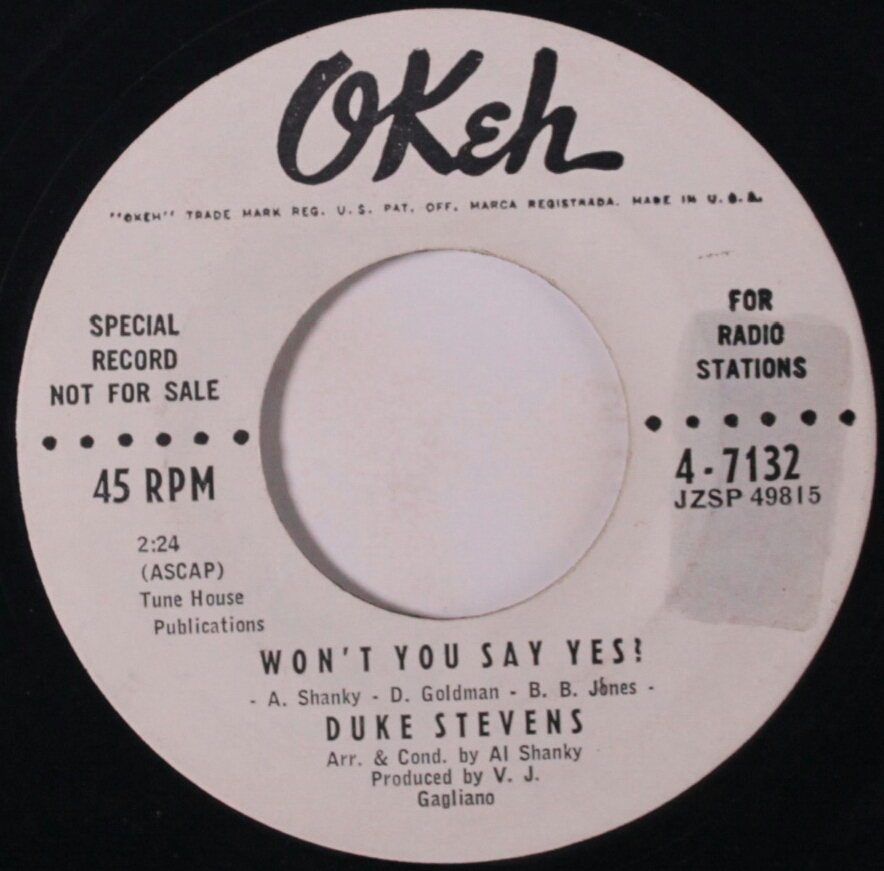 OKeh
"OKEH" TRADE MARK REG. U. S. PAT. OFF. MARCA REGISTRADA. MADE IN U. S. A.
SPECIAL
RECORD
NOT FOR SALE
FOR
RADIO
STATIONS
45 RPM
4-7132
JZSP 49815
2:24
(ASCAP)
Tune House
Publications
WON'T YOU SAY YES?
- A. Shanky - D. Goldman - B. B. Jones -
DUKE STEVENS
Arr. & Cond. by Al Shanky
Produced by V. J.
Gagliano